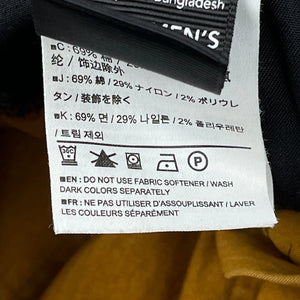 Bangladesh
MEN'S
■C: 69% 棉/
纶/饰边除外
■J: 69% 綿/29% ナイロン/2% ポリウレ
タン/装飾を除く
■K: 69% 면/29% 나일론/2% 폴리우레탄/
트림 제외
■EN: DO NOT USE FABRIC SOFTENER/WASH
DARK COLORS SEPARATELY
■FR: NE PAS UTILISER D'ASSOUPLISSANT/LAVER
LES COULEURS SÉPARÉMENT